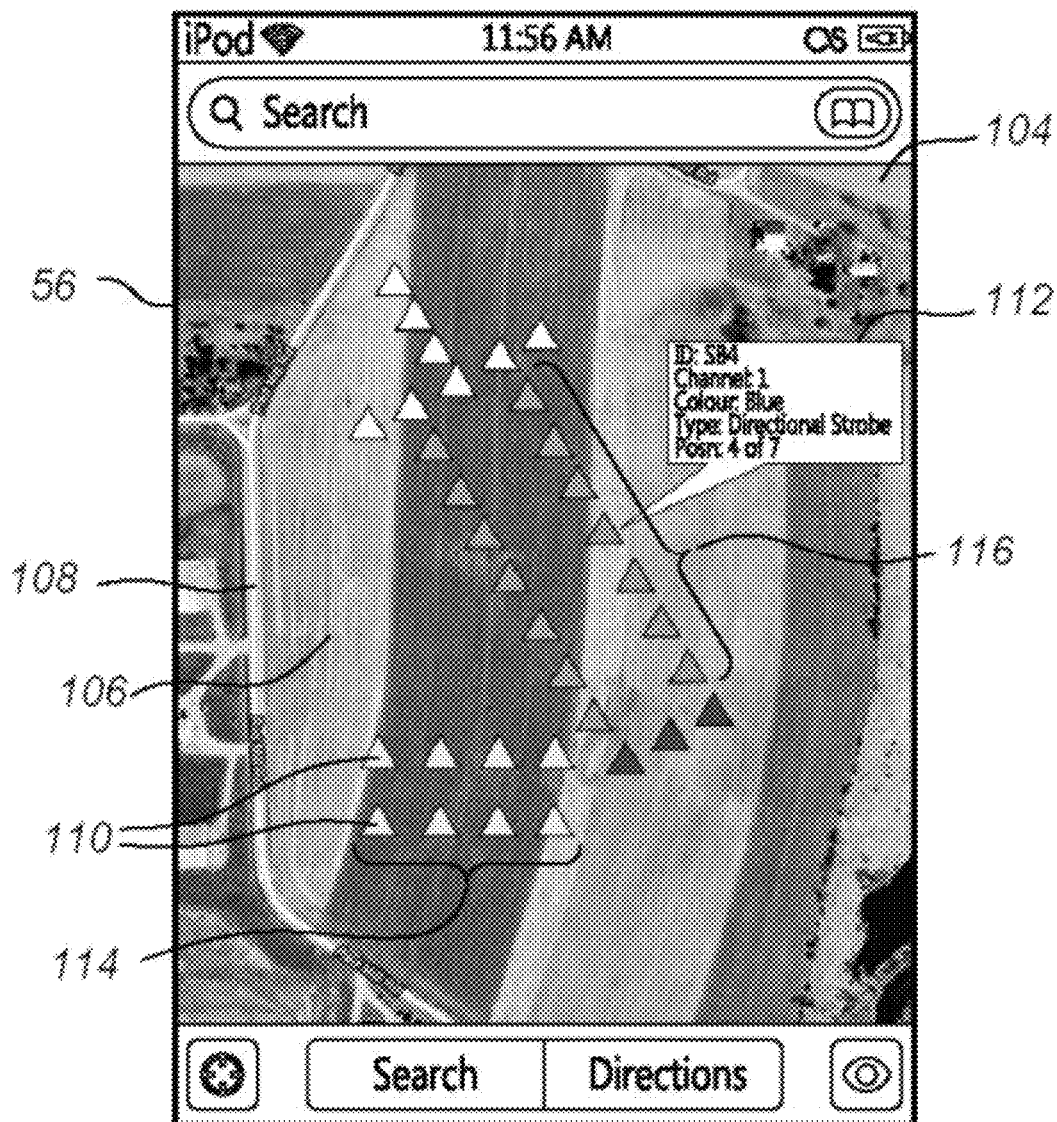 iPod 11:56 AM OS
Search
104
56
112
ID: SB4
Channel: 1
Colour: Blue
Type: Directional Strobe
Posn: 4 of 7
116
108
106
110
114
Search Directions